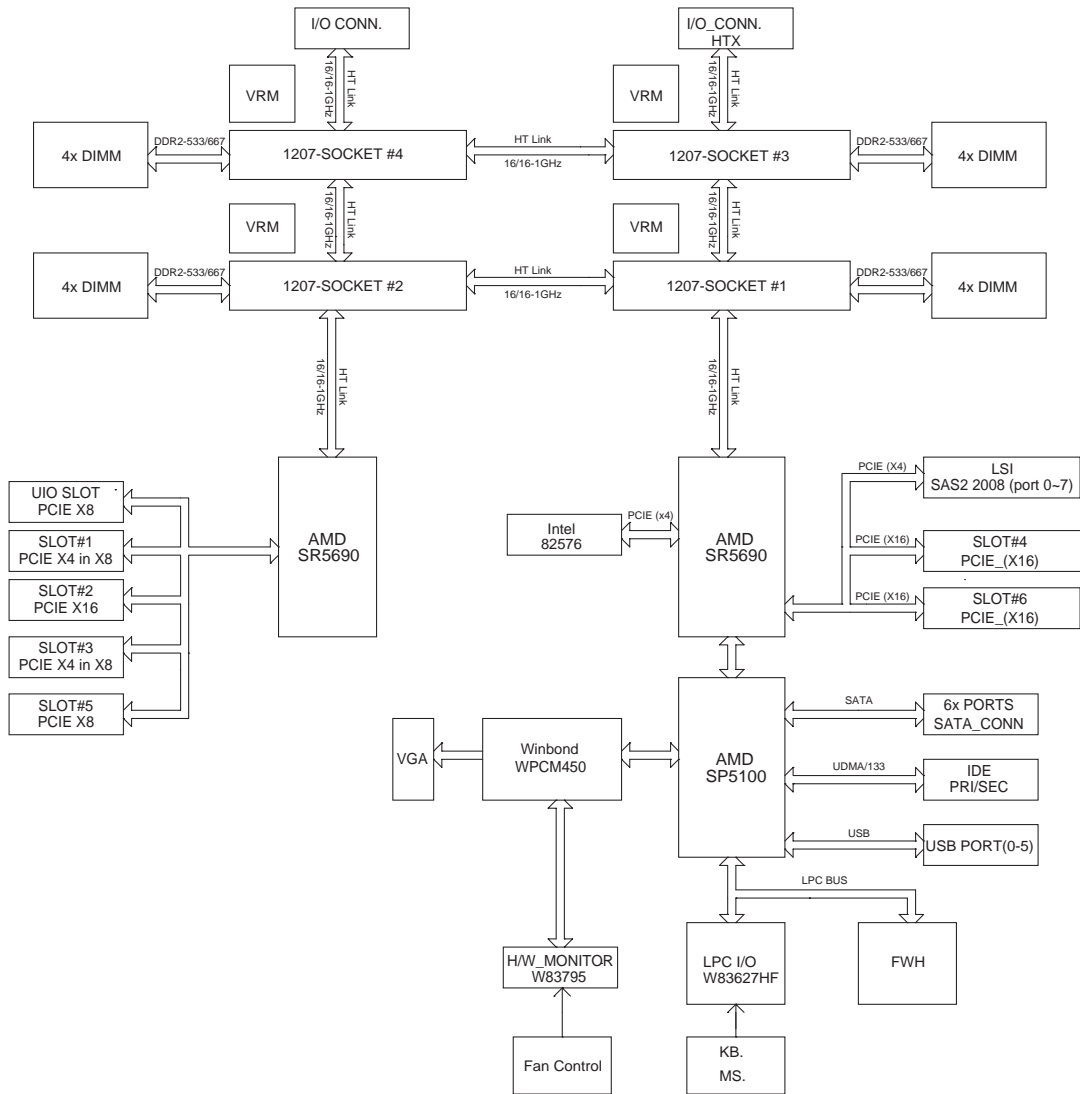 I/O CONN.
I/O_CONN.
HTX
16/16-1GHz
HT Link
16/16-1GHz
HT Link
VRM
VRM
4x DIMM
DDR2-533/667
1207-SOCKET #4
HT Link
16/16-1GHz
1207-SOCKET #3
DDR2-533/667
4x DIMM
VRM
16/16-1GHz
HT Link
VRM
16/16-1GHz
HT Link
4x DIMM
DDR2-533/667
1207-SOCKET #2
HT Link
16/16-1GHz
1207-SOCKET #1
DDR2-533/667
4x DIMM
16/16-1GHz
HT Link
16/16-1GHz
HT Link
UIO SLOT
PCIE X8
SLOT#1
PCIE X4 in X8
SLOT#2
PCIE X16
SLOT#3
PCIE X4 in X8
SLOT#5
PCIE X8
AMD
SR5690
Intel
82576
PCIE (x4)
AMD
SR5690
PCIE (X4)
LSI
SAS2 2008 (port 0~7)
PCIE (X16)
SLOT#4
PCIE_(X16)
PCIE (X16)
SLOT#6
PCIE_(X16)
VGA
Winbond
WPCM450
AMD
SP5100
SATA
6x PORTS
SATA_CONN
UDMA/133
IDE
PRI/SEC
USB
USB PORT(0-5)
LPC BUS
H/W_MONITOR
W83795
LPC I/O
W83627HF
FWH
Fan Control
KB.
MS.